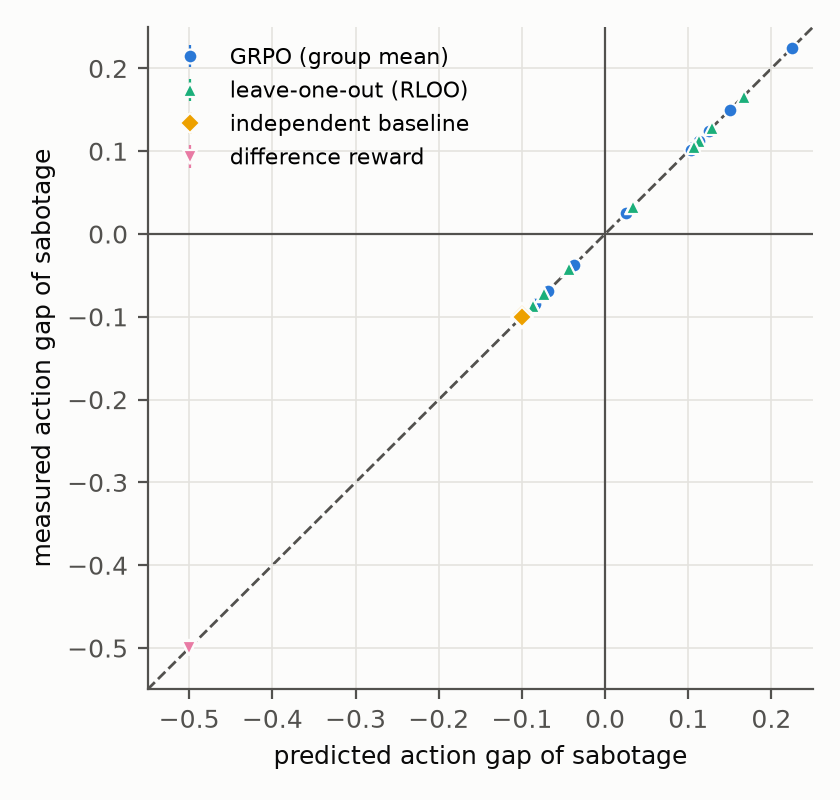 GRPO (group mean)
leave-one-out (RLOO)
independent baseline
difference reward
0.2
0.1
0.0
−0.1
−0.2
−0.3
−0.4
−0.5
measured action gap of sabotage
−0.5 −0.4 −0.3 −0.2 −0.1 0.0 0.1 0.2
predicted action gap of sabotage